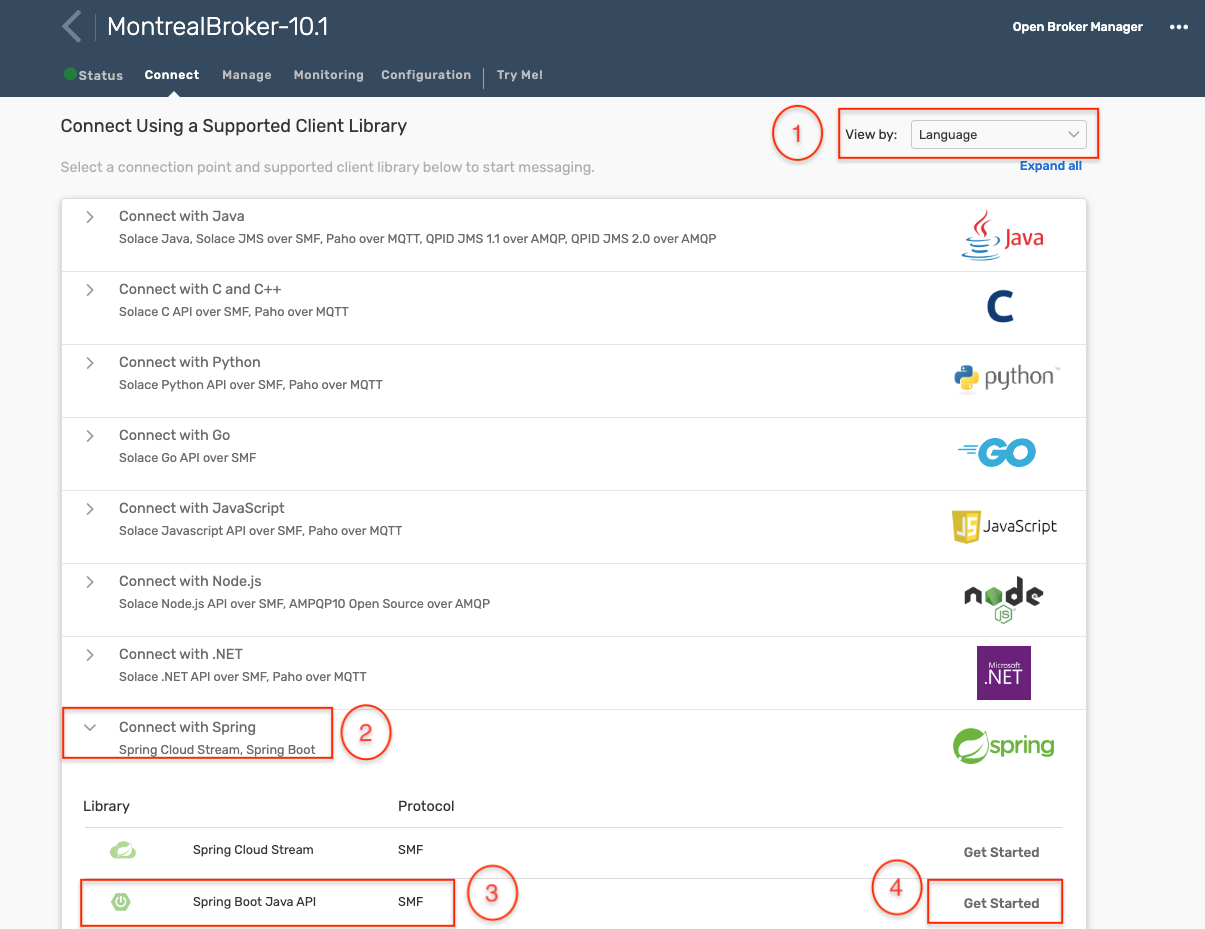 MontrealBroker-10.1
Open Broker Manager
Status Connect Manage Monitoring Configuration Try Me!
Connect Using a Supported Client Library
1
View by: Language
Select a connection point and supported client library below to start messaging.
Expand all
Connect with Java
Solace Java, Solace JMS over SMF, Paho over MQTT, QPID JMS 1.1 over AMQP, QPID JMS 2.0 over AMQP
Java
Connect with C and C++
Solace C API over SMF, Paho over MQTT
C
Connect with Python
Solace Python API over SMF, Paho over MQTT
python™
Connect with Go
Solace Go API over SMF
GO
Connect with JavaScript
Solace Javascript API over SMF, Paho over MQTT
JS JavaScript
Connect with Node.js
Solace Node.js API over SMF, AMPQP10 Open Source over AMQP
node
JS
Connect with .NET
Solace .NET API over SMF, Paho over MQTT
Microsoft
.NET
Connect with Spring
Spring Cloud Stream, Spring Boot
2
spring
Library Protocol
Spring Cloud Stream SMF Get Started
Spring Boot Java API SMF 3 4 Get Started